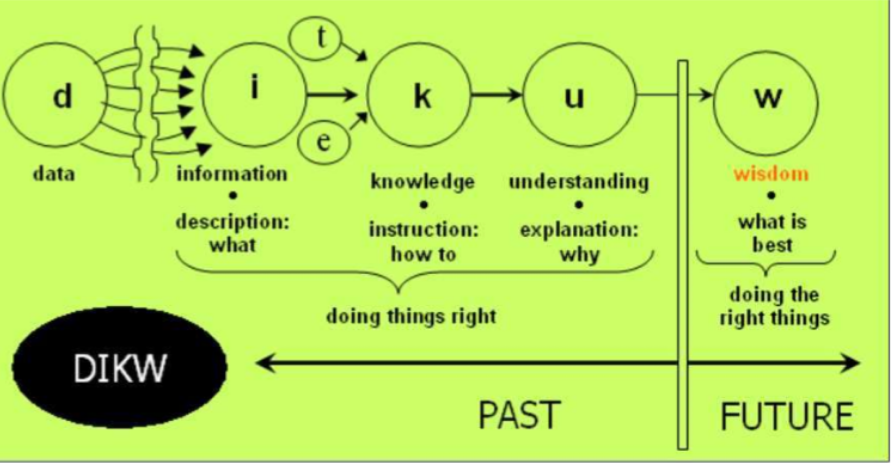 t
d
i
k
u
w
e
data
information
knowledge
understanding
wisdom
•
description:
what
•
instruction:
how to
•
explanation:
why
•
what is
best
doing things right
doing the
right things
DIKW
PAST
FUTURE